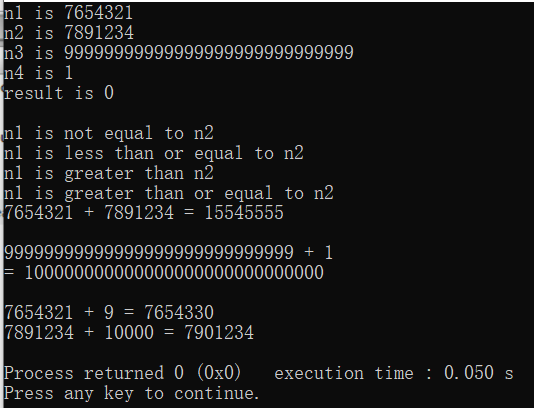 n1 is 7654321
n2 is 7891234
n3 is 99999999999999999999999999999
n4 is 1
result is 0
n1 is not equal to n2
n1 is less than or equal to n2
n1 is greater than n2
n1 is greater than or equal to n2
7654321 + 7891234 = 15545555
99999999999999999999999999999 + 1
= 100000000000000000000000000000
7654321 + 9 = 7654330
7891234 + 10000 = 7901234
Process returned 0 (0x0)   execution time : 0.050 s
Press any key to continue.